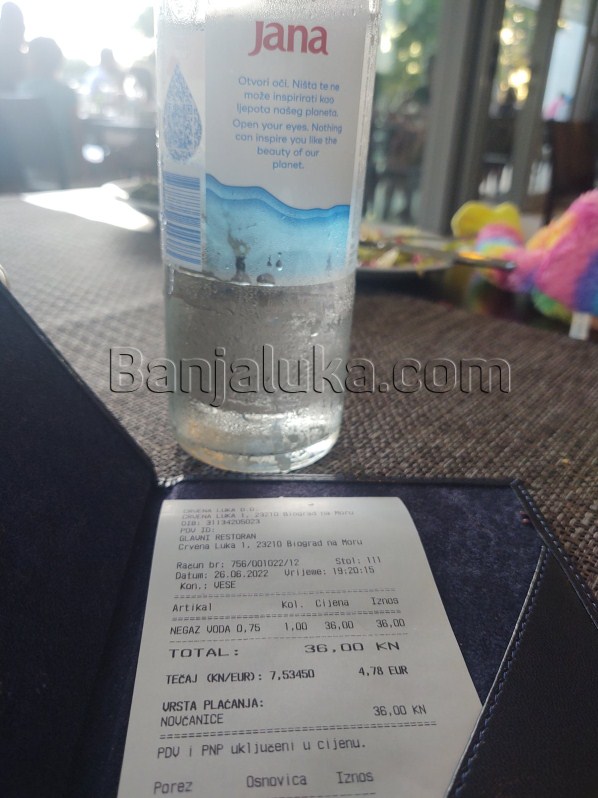 Jana
Otvori oči. Ništa te ne
može inspirirati kao
ljepota našeg planeta.
Open your eyes. Nothing
can inspire you like the
beauty of our
planet.
Banjaluka.com
CRVENA LUKA d.d.
CRVENA LUKA 1, 23210 Biograd na Moru
PDV ID:
GLAVNI RESTORAN
Crvena Luka 1, 23210 Biograd na Moru
Račun br: 756/001022/12 Stol: 111
Datum: 26.06.2022 Vrijeme: 19:20:15
Kon.: VESE
Artikal Kol. Cijena Iznos
NEGAZ VODA 0,75 1,00 36,00 36,00
TOTAL: 36,00 KN
TEČAJ (KN/EUR): 7,53450 4,78 EUR
VRSTA PLAĆANJA:
NOVČANICE 36,00 KN
PDV i PNP uključeni u cijenu.
Porez Osnovica Iznos